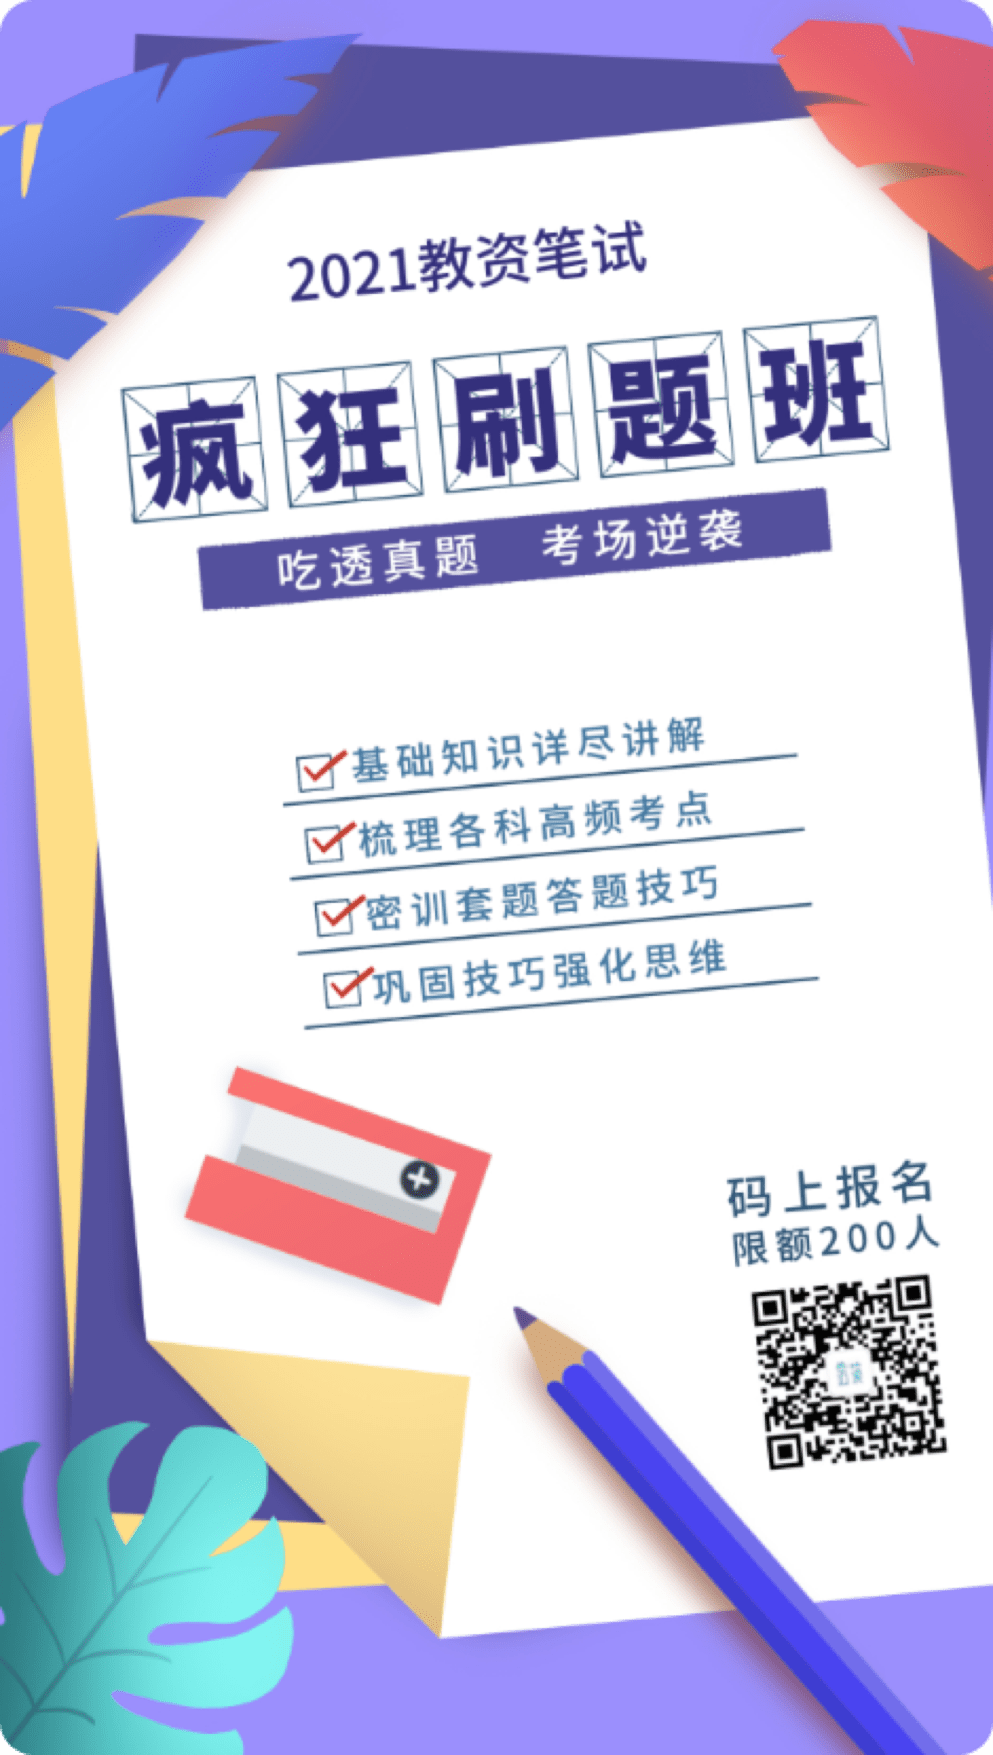 2021教资笔试
疯狂刷题班
吃透真题 考场逆袭
基础知识详尽讲解
梳理各科高频考点
密训套题答题技巧
巩固技巧强化思维
码上报名
限额200人